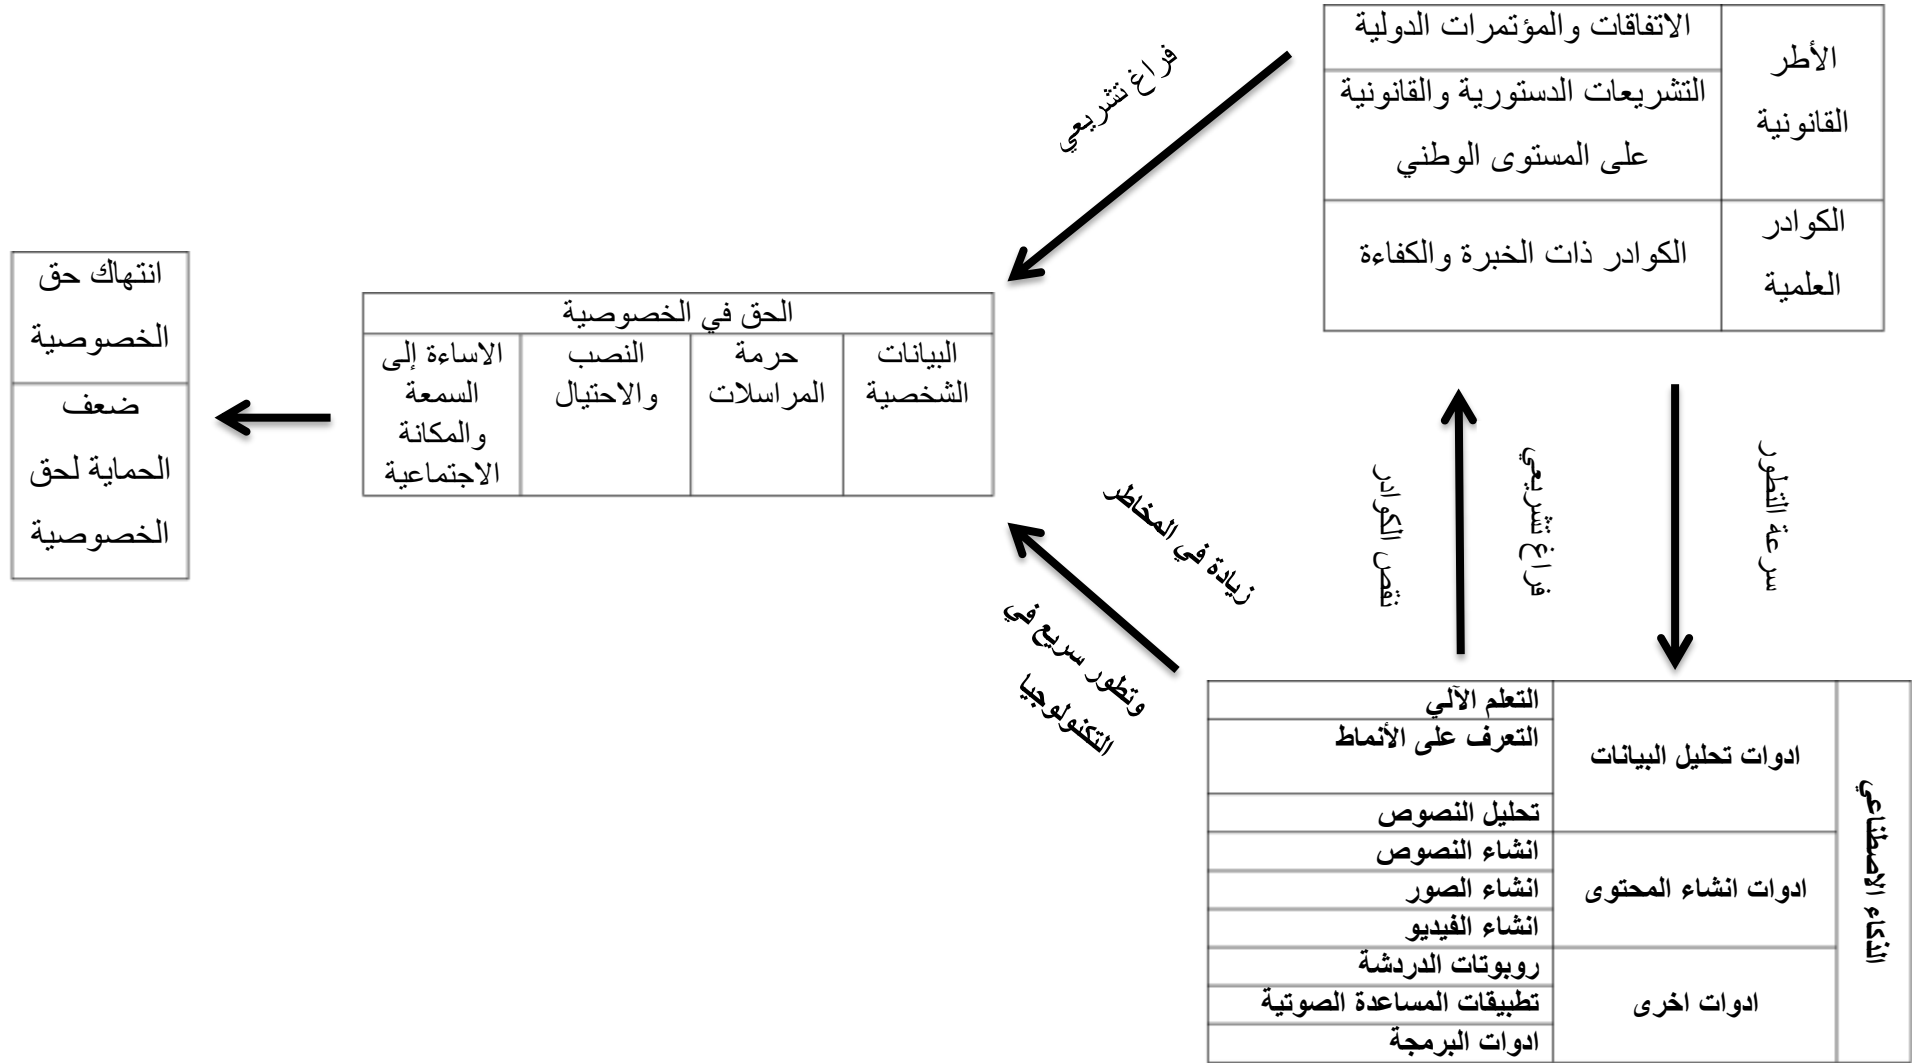 الأطر
القانونية
الاتفاقات والمؤتمرات الدولية
التشريعات الدستورية والقانونية
على المستوى الوطني
الكوادر
العلمية
الكوادر ذات الخبرة والكفاءة
فراغ تشريعي
سرعة التطور
فراغ تشريعي
نقص الكوادر
الحق في الخصوصية
البيانات
الشخصية
حرمة
المراسلات
النصب
والاحتيال
الاساءة إلى
السمعة
والمكانة
الاجتماعية
انتهاك حق
الخصوصية
ضعف
الحماية لحق
الخصوصية
زيادة في المخاطر
وتطور سريع في
التكنولوجيا
الذكاء الإصطناعي
ادوات تحليل البيانات
التعلم الآلي
التعرف على الأنماط
تحليل النصوص
ادوات انشاء المحتوى
انشاء النصوص
انشاء الصور
انشاء الفيديو
ادوات اخرى
روبوتات الدردشة
تطبيقات المساعدة الصوتية
ادوات البرمجة